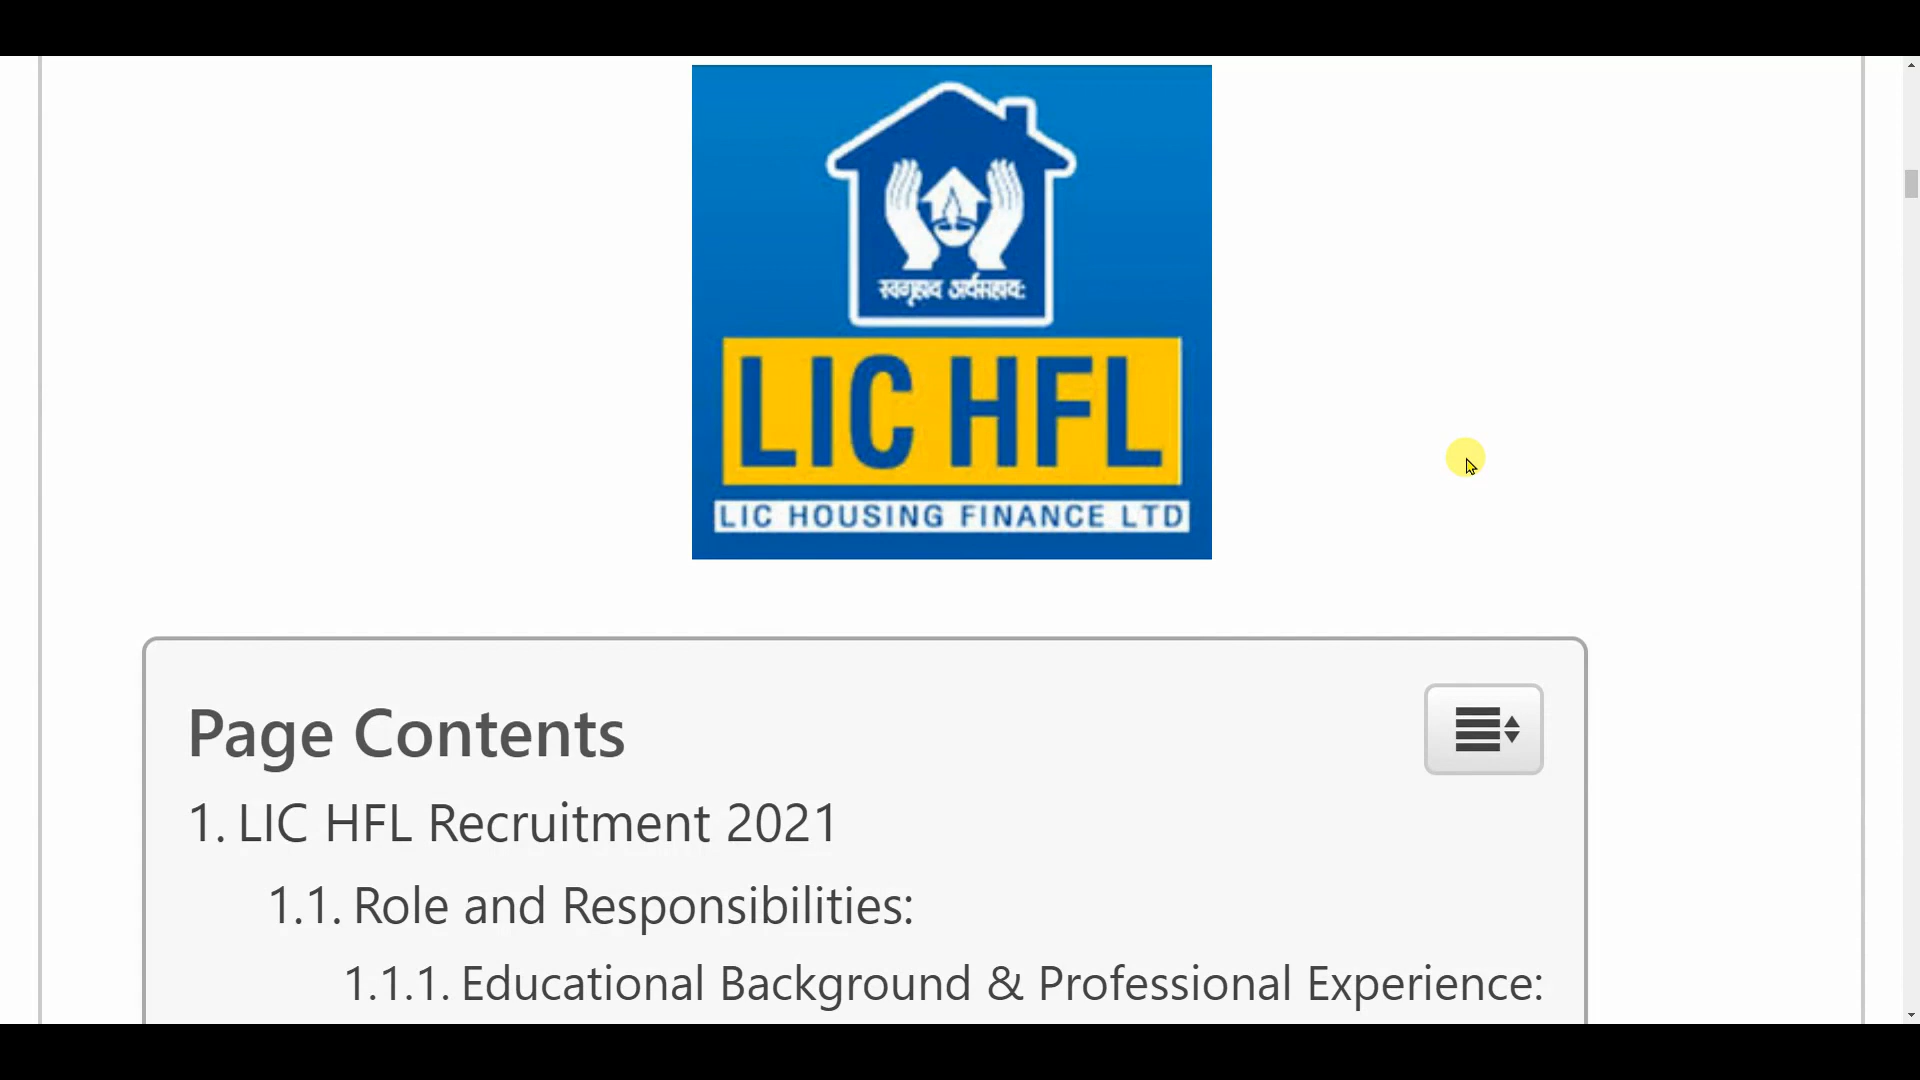 स्वगृहाय अर्थसहाय:
LIC HFL
LIC HOUSING FINANCE LTD
Page Contents
1. LIC HFL Recruitment 2021
1.1. Role and Responsibilities:
1.1.1. Educational Background & Professional Experience: